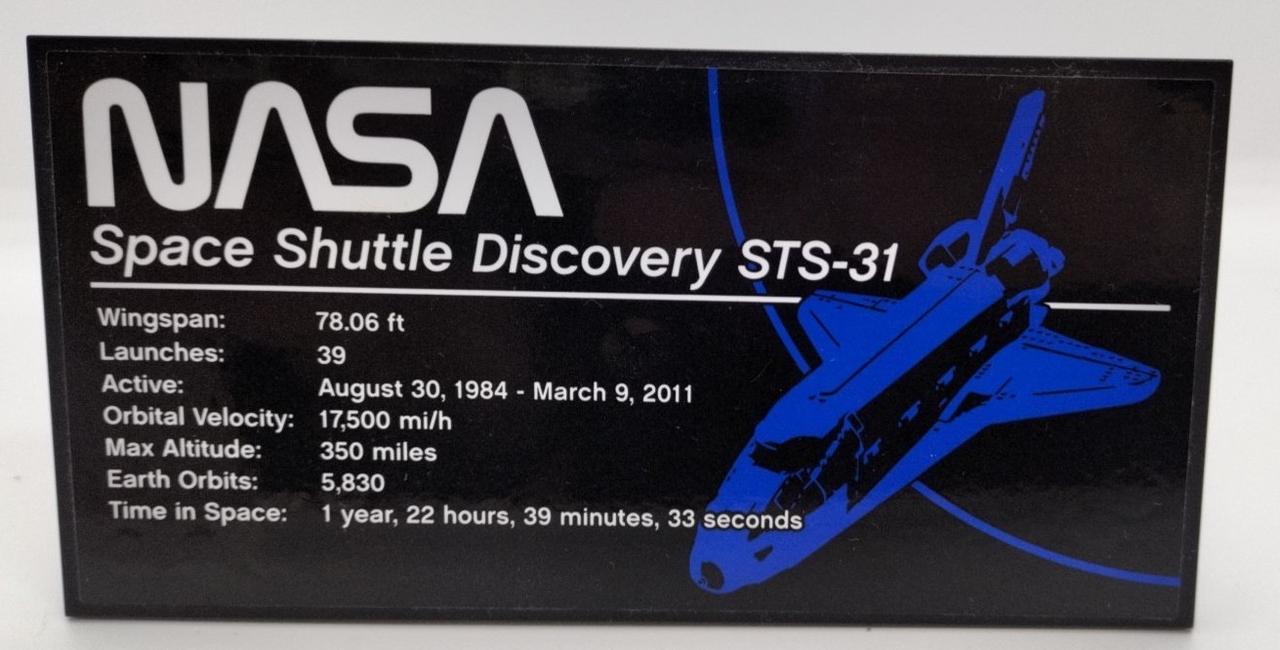 NASA
Space Shuttle Discovery STS-31
Wingspan: 78.06 ft
Launches: 39
Active: August 30, 1984 - March 9, 2011
Orbital Velocity: 17,500 mi/h
Max Altitude: 350 miles
Earth Orbits: 5,830
Time in Space: 1 year, 22 hours, 39 minutes, 33 seconds